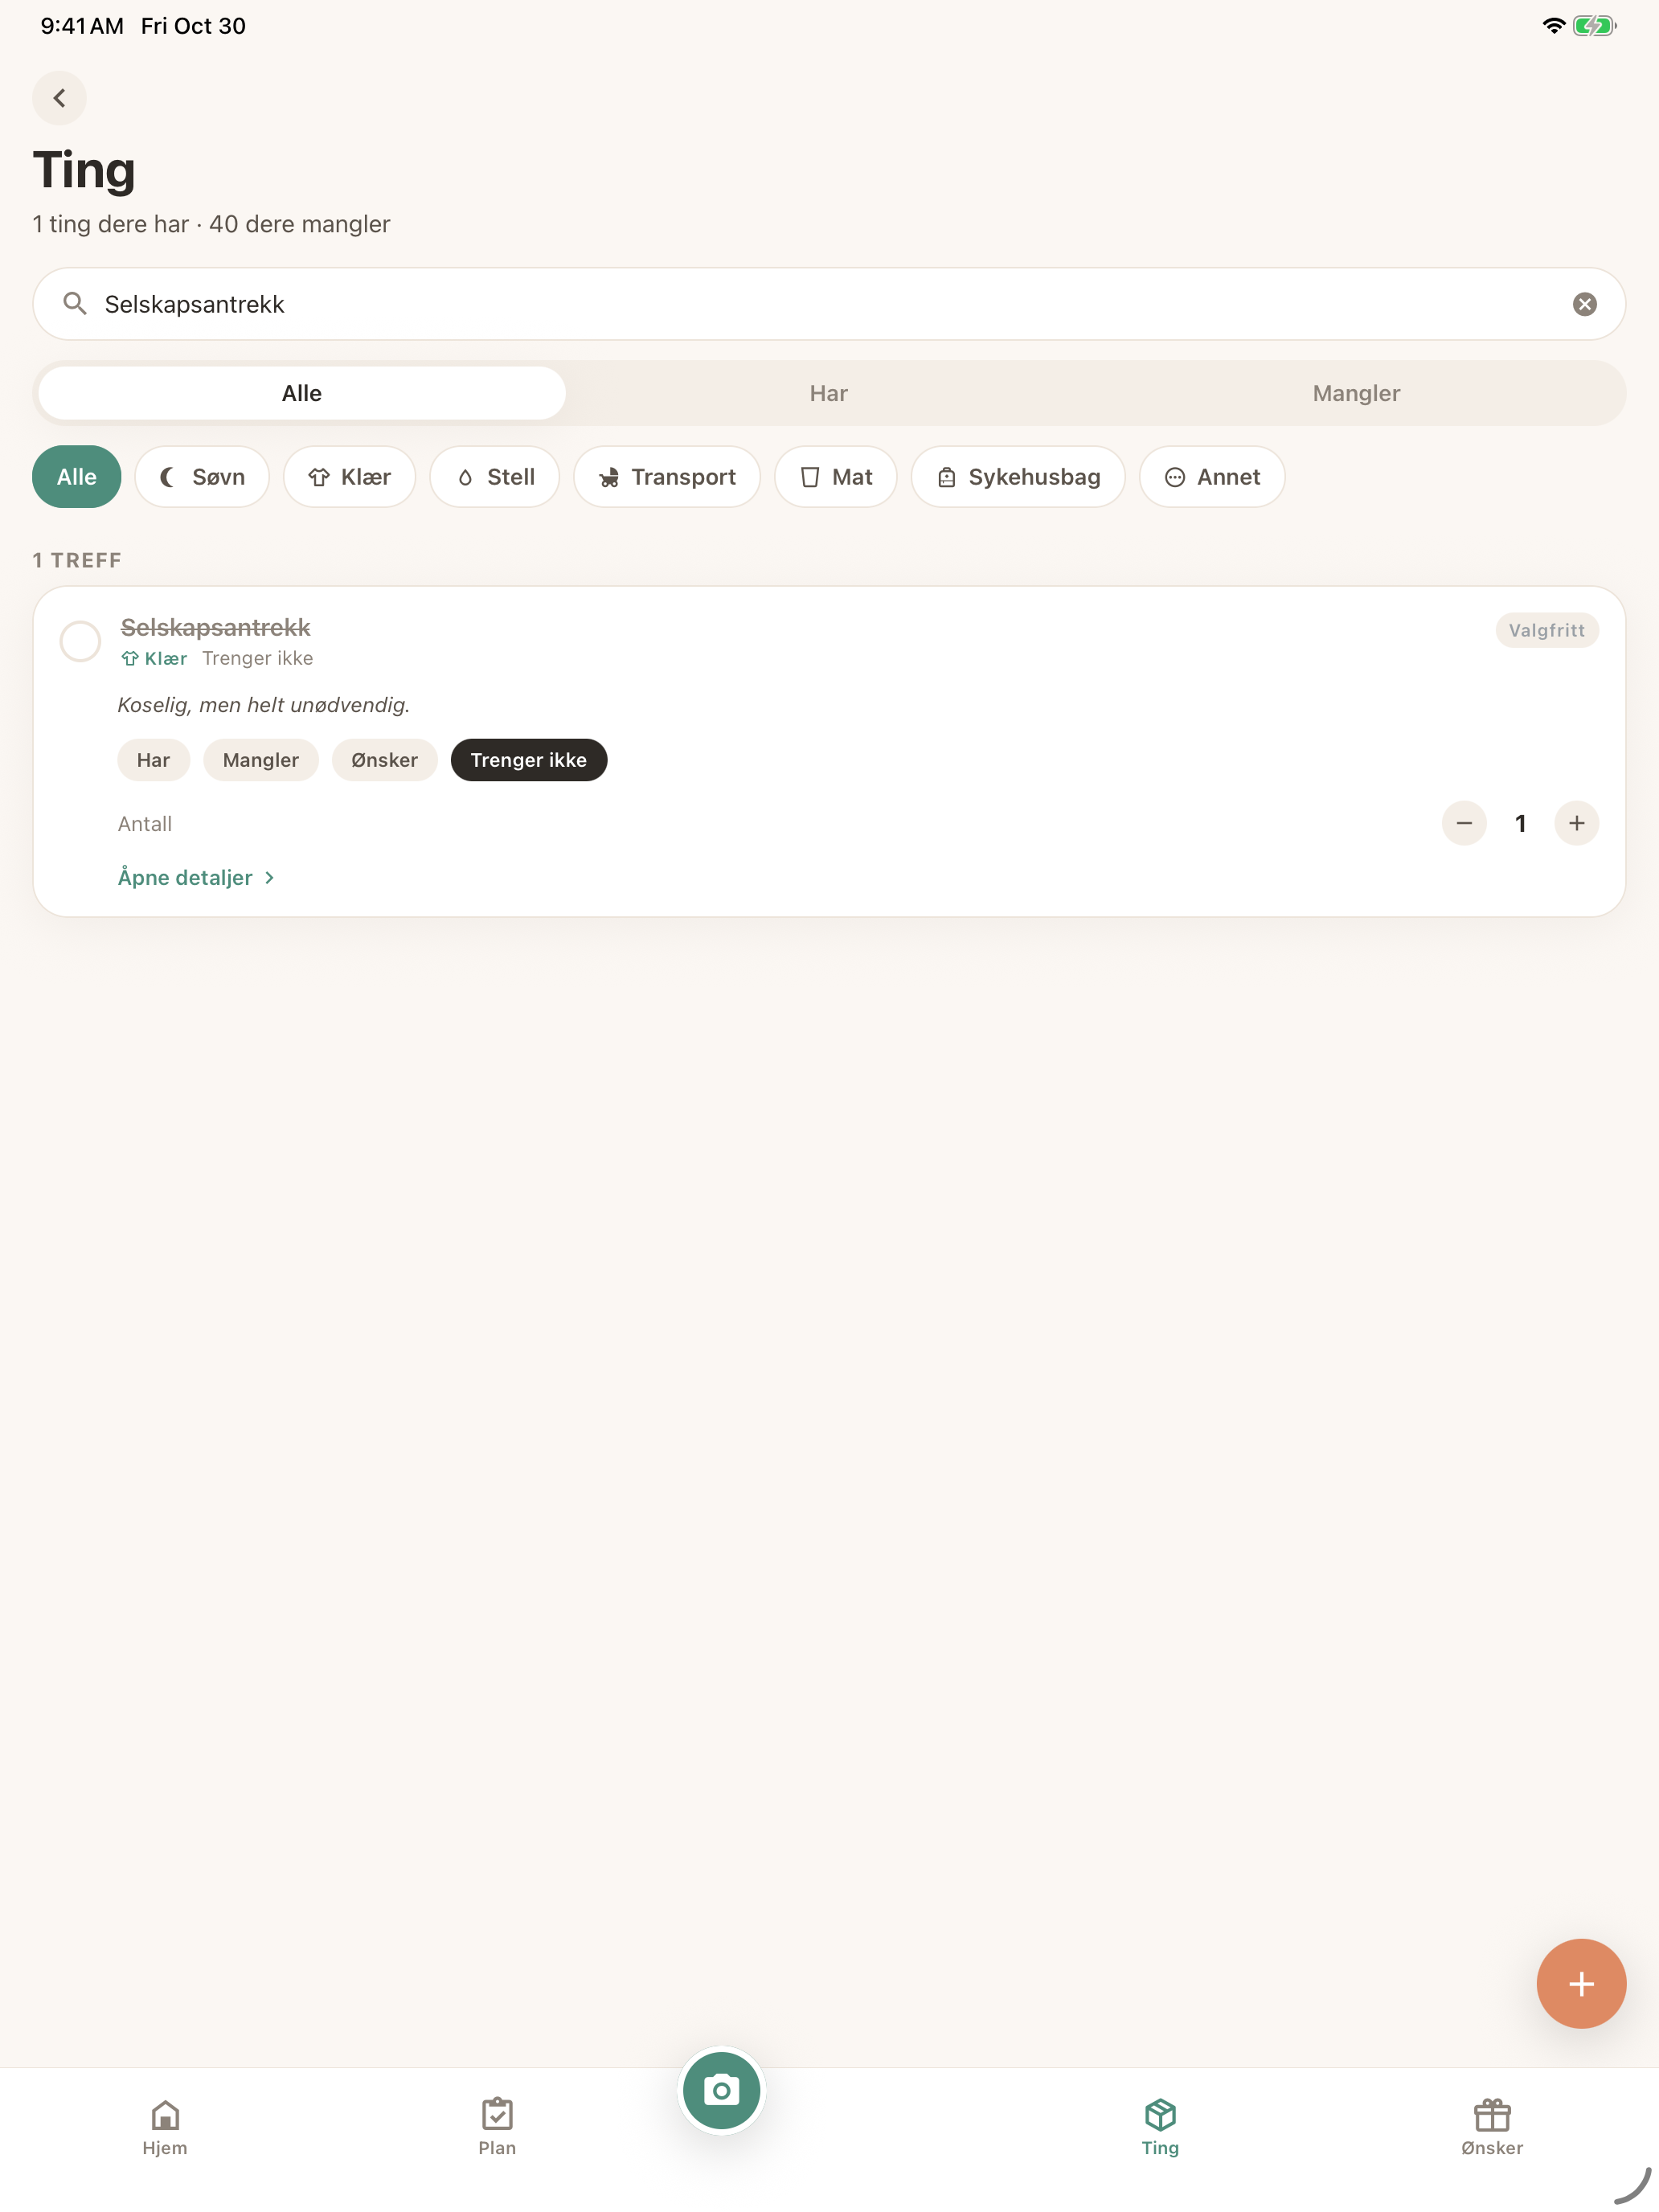 9:41 AM Fri Oct 30
Ting
1 ting dere har · 40 dere mangler
Selskapsantrekk
Alle Har Mangler
Alle Søvn Klær Stell Transport Mat Sykehusbag Annet
1 TREFF
Selskapsantrekk Valgfritt
Klær Trenger ikke
Koselig, men helt unødvendig.
Har Mangler Ønsker Trenger ikke
Antall 1
Åpne detaljer
Hjem Plan Ting Ønsker